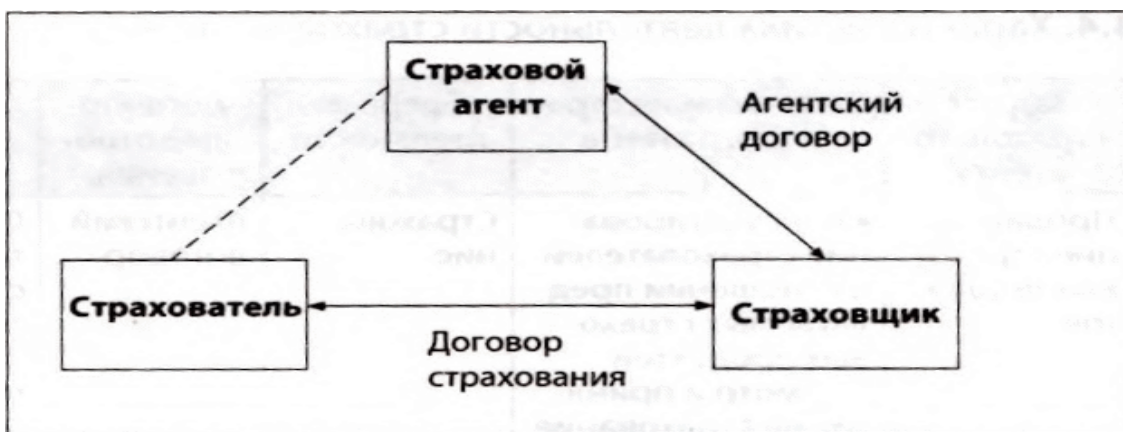 Страховой
агент
Агентский
договор
Страхователь
Страховщик
Договор
страхования